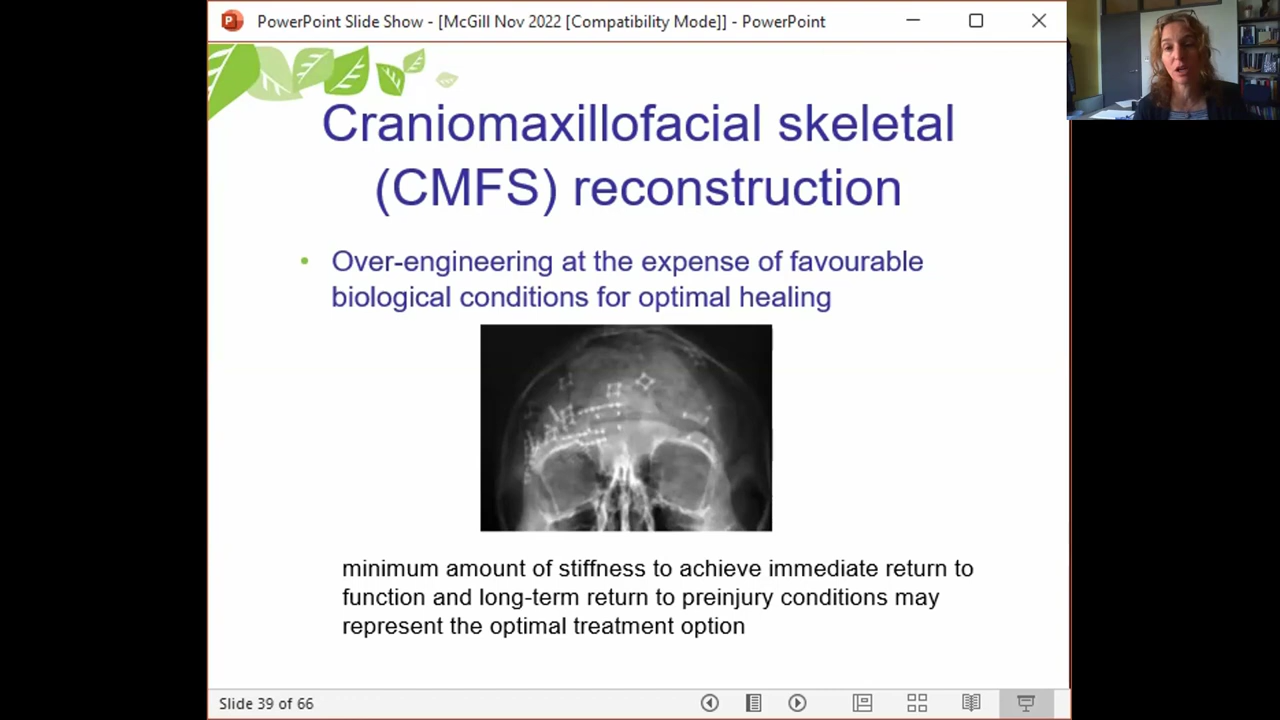 PowerPoint Slide Show - [McGill Nov 2022 [Compatibility Mode]] - PowerPoint
Craniomaxillofacial skeletal
(CMFS) reconstruction
• Over-engineering at the expense of favourable
biological conditions for optimal healing
minimum amount of stiffness to achieve immediate return to
function and long-term return to preinjury conditions may
represent the optimal treatment option
Slide 39 of 66